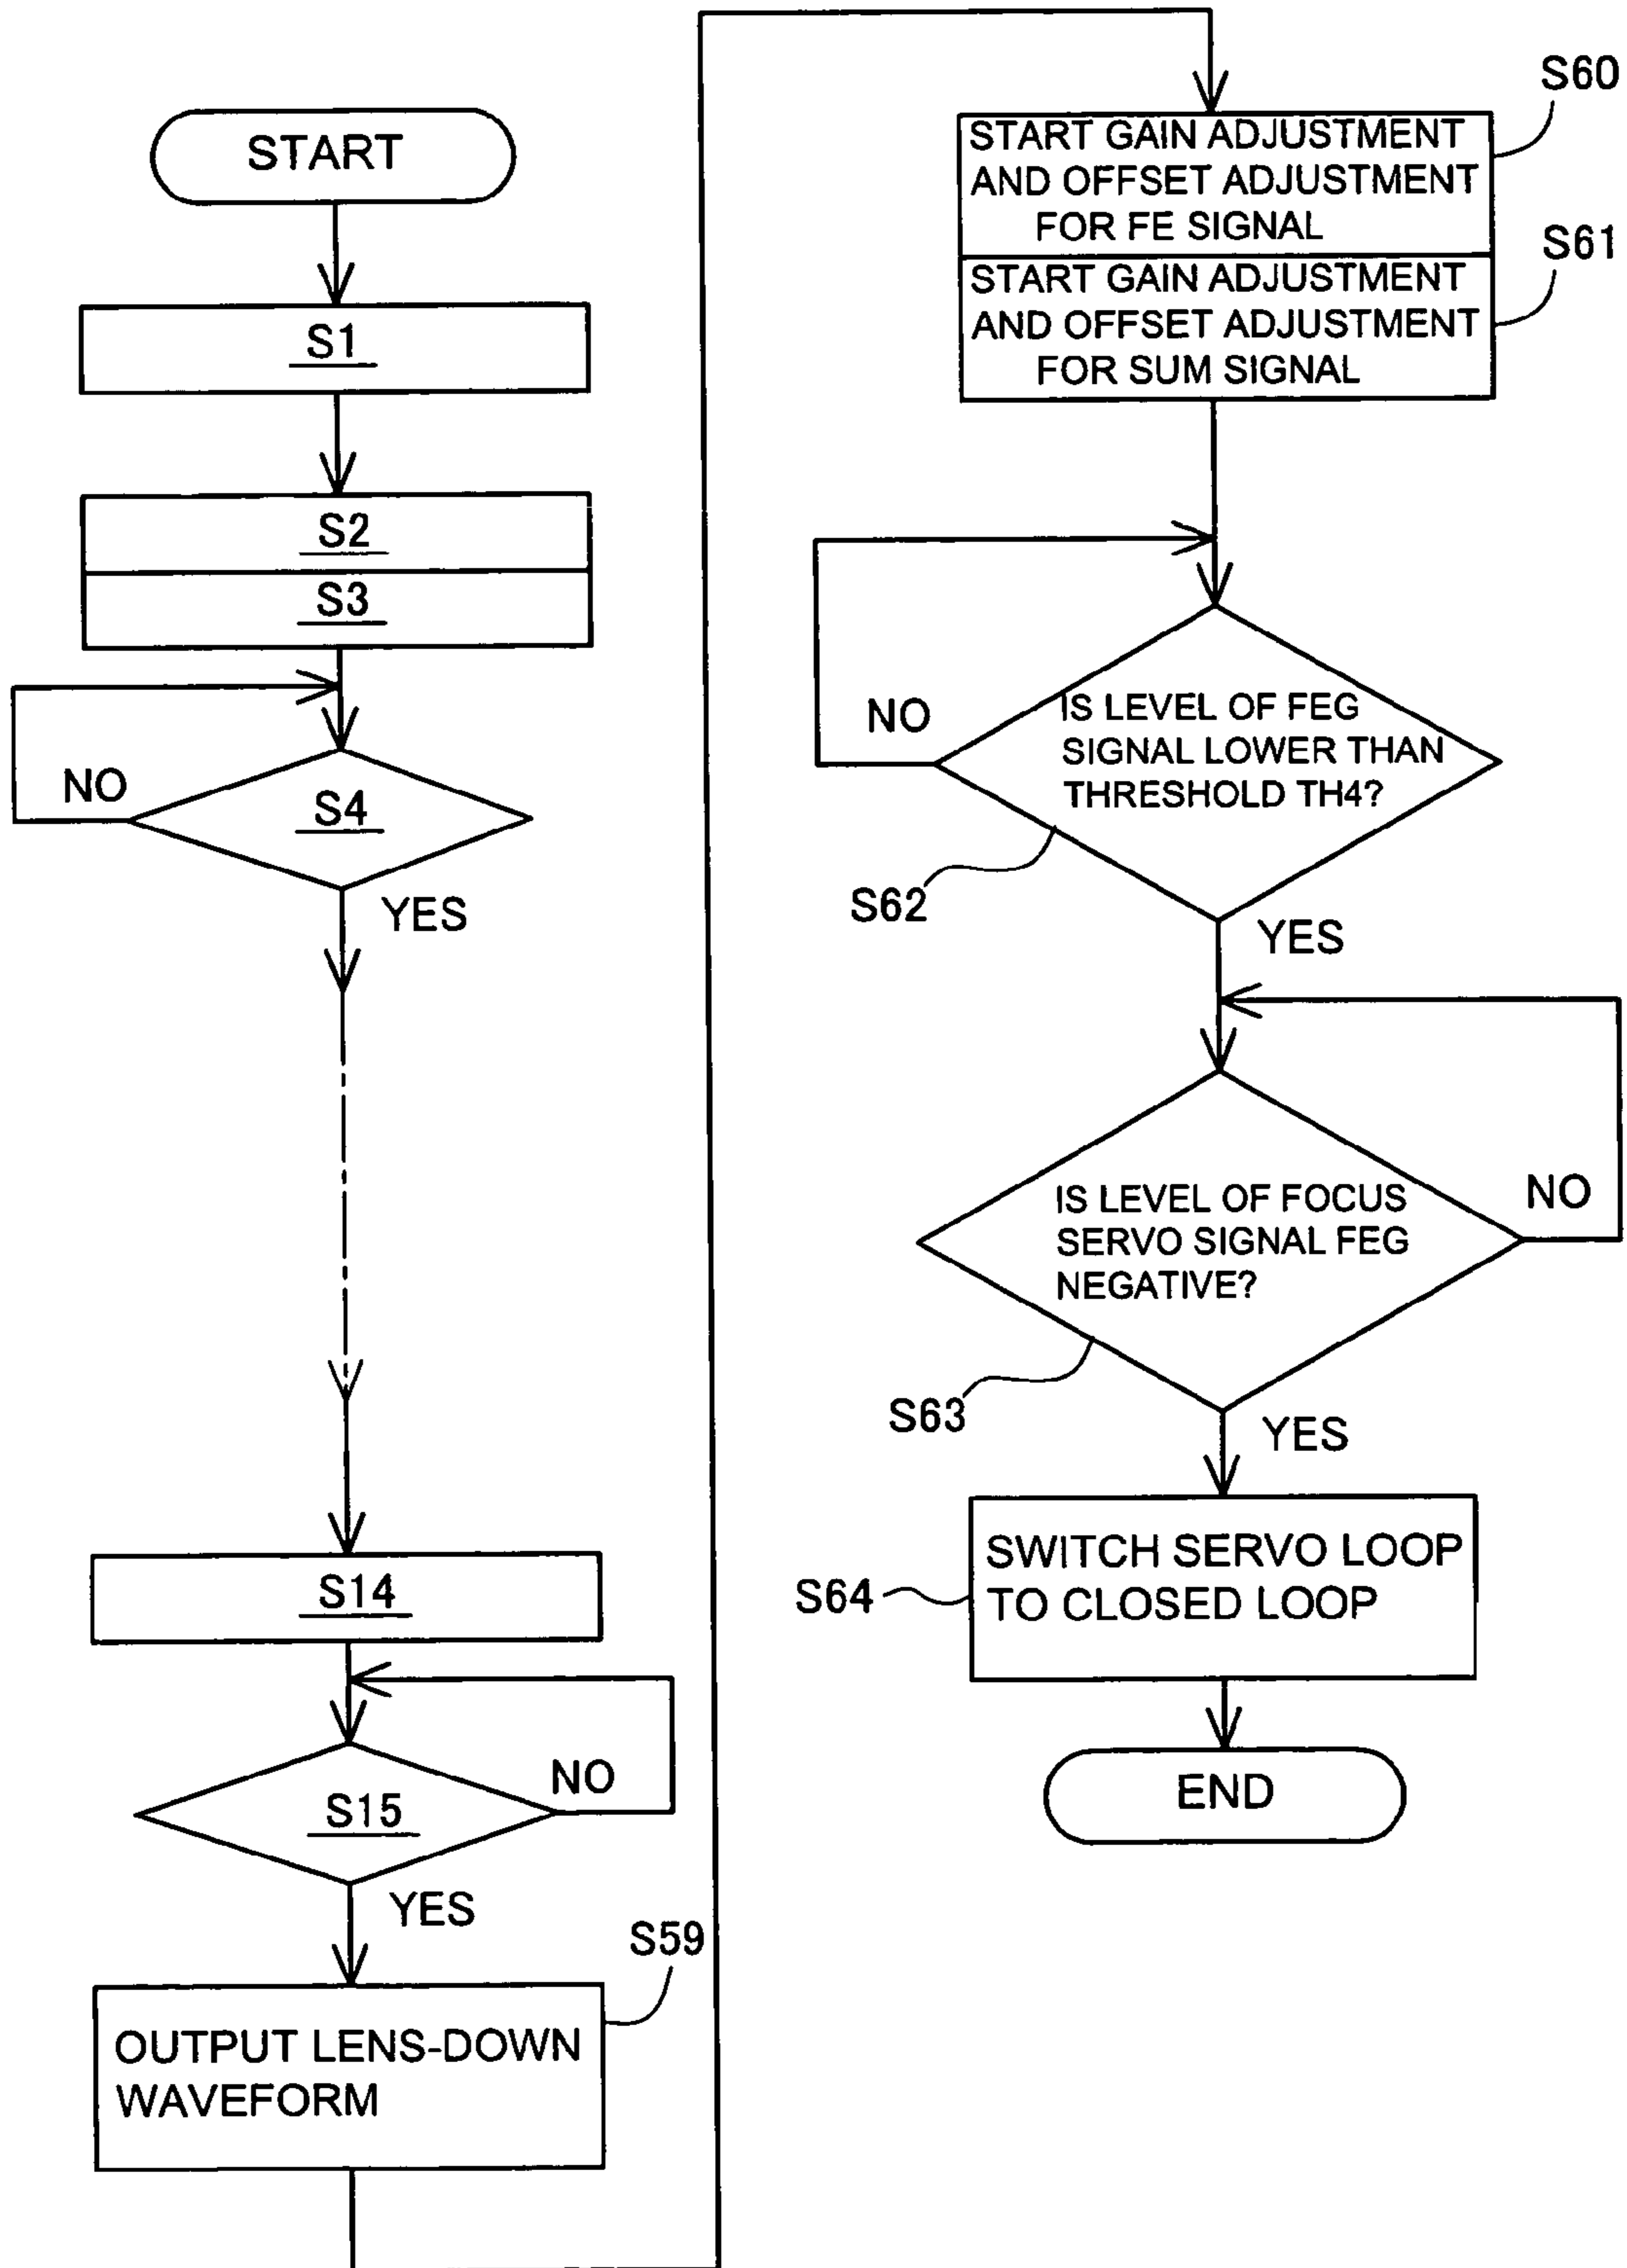 START
S1
S2
S3
NO
S4
YES
S14
NO
S15
YES
S59
OUTPUT LENS-DOWN
WAVEFORM
S60
START GAIN ADJUSTMENT
AND OFFSET ADJUSTMENT
FOR FE SIGNAL
S61
START GAIN ADJUSTMENT
AND OFFSET ADJUSTMENT
FOR SUM SIGNAL
NO
IS LEVEL OF FEG
SIGNAL LOWER THAN
THRESHOLD TH4?
S62
YES
NO
IS LEVEL OF FOCUS
SERVO SIGNAL FEG
NEGATIVE?
S63
YES
SWITCH SERVO LOOP
TO CLOSED LOOP
S64
END